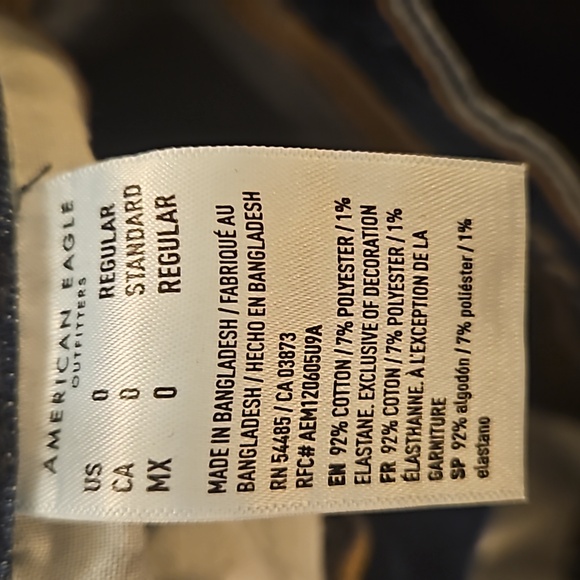 AMERICAN EAGLE
OUTFITTERS
US 0 REGULAR
CA 0 STANDARD
MX 0 REGULAR
MADE IN BANGLADESH / FABRIQUÉ AU
BANGLADESH / HECHO EN BANGLADESH
RN 54485 / CA 03873
RFC# AEM120605U9A
EN 92% COTTON / 7% POLYESTER / 1%
ELASTANE. EXCLUSIVE OF DECORATION
FR 92% COTON / 7% POLYESTER / 1%
ÉLASTHANNE. À L'EXCEPTION DE LA
GARNITURE
SP 92% algodón / 7% poliéster / 1%
elastano